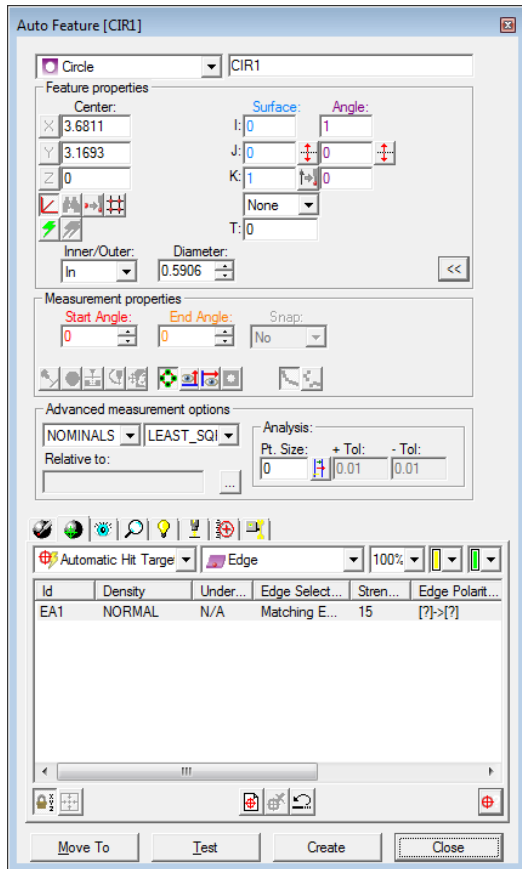 Auto Feature [CIR1]
Circle CIR1
Feature properties
Center: Surface: Angle:
X 3.6811 I: 0 1
Y 3.1693 J: 0 0
Z 0 K: 1 0
None
T: 0
Inner/Outer: Diameter:
In 0.5906 <<
Measurement properties
Start Angle: End Angle: Snap:
0 0 No
Advanced measurement options
NOMINALS LEAST_SQI Analysis:
Relative to: Pt. Size: + Tol: - Tol:
... 0 0.01 0.01
Automatic Hit Targe Edge 100%
Id Density Under... Edge Select... Stren... Edge Polarit...
EA1 NORMAL N/A Matching E... 15 [?]->[?]
Move To Test Create Close